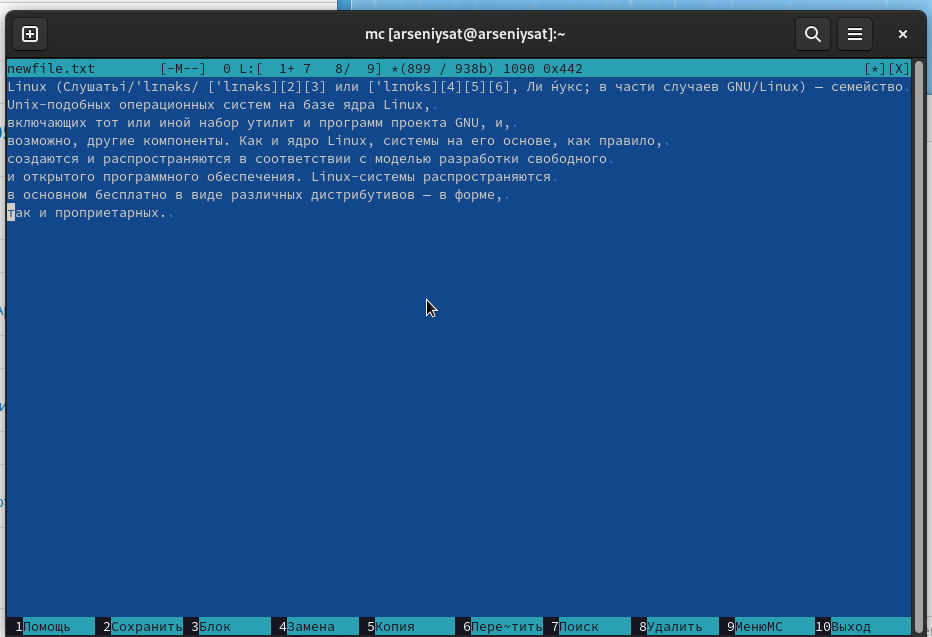 mc [arseniysat@arseniysat]:~
newfile.txt [-M--] 0 L:[ 1+ 7 8/ 9] *(899 / 938b) 1090 0x442 [*][X]
Linux (Слушатьi/ˈlɪnəks/ [ˈlɪnəks][2][3] или [ˈlɪnʊks][4][5][6], Ли́нукс; в части случаев GNU/Linux) — семейство.
Unix-подобных операционных систем на базе ядра Linux,.
включающих тот или иной набор утилит и программ проекта GNU, и,.
возможно, другие компоненты. Как и ядро Linux, системы на его основе, как правило,.
создаются и распространяются в соответствии с моделью разработки свободного.
и открытого программного обеспечения. Linux-системы распространяются.
в основном бесплатно в виде различных дистрибутивов — в форме,.
так и проприетарных..
1Помощь 2Сохранить 3Блок 4Замена 5Копия 6Пере~тить 7Поиск 8Удалить 9МенюMC 10Выход